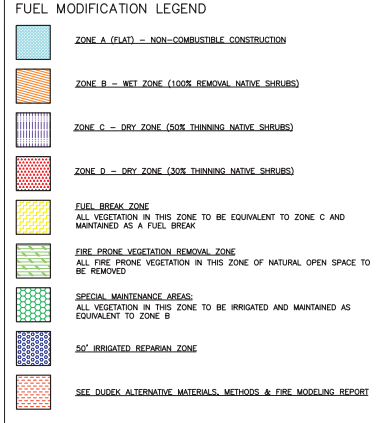 FUEL MODIFICATION LEGEND
ZONE A (FLAT) – NON-COMBUSTIBLE CONSTRUCTION
ZONE B – WET ZONE (100% REMOVAL NATIVE SHRUBS)
ZONE C – DRY ZONE (50% THINNING NATIVE SHRUBS)
ZONE D – DRY ZONE (30% THINNING NATIVE SHRUBS)
FUEL BREAK ZONE
ALL VEGETATION IN THIS ZONE TO BE EQUIVALENT TO ZONE C AND
MAINTAINED AS A FUEL BREAK
FIRE PRONE VEGETATION REMOVAL ZONE
ALL FIRE PRONE VEGETATION IN THIS ZONE OF NATURAL OPEN SPACE TO
BE REMOVED
SPECIAL MAINTENANCE AREAS:
ALL VEGETATION IN THIS ZONE TO BE IRRIGATED AND MAINTAINED AS
EQUIVALENT TO ZONE B
50' IRRIGATED REPARIAN ZONE
SEE DUDEK ALTERNATIVE MATERIALS, METHODS & FIRE MODELING REPORT